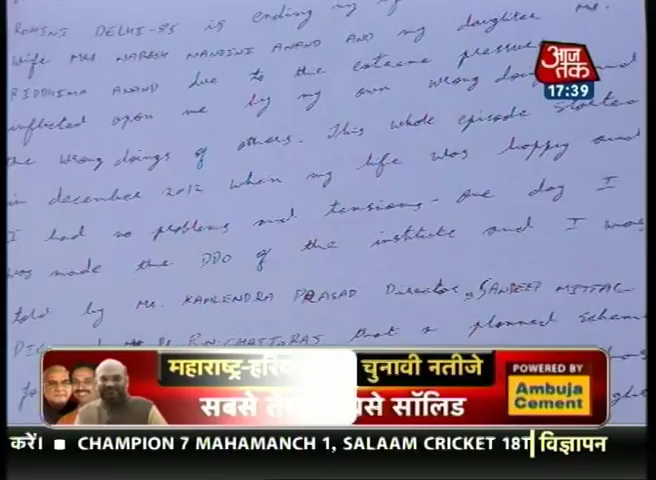 ROHINI DELHI-85 is ending my
wife MRS NARESH NANDINI ANAND AND my daughter Ms.
RIDDHIMA ANAND due to the extreme pressure
inflicted upon me by my own wrong
the wrong doings of others. This whole episode started
in december 2012 when my life was happy and
I had no problems and tensions. One day I
was made the DDO of the institute and I was
told by Mr. KAMLENDRA PRASAD Director, SANDEEP MITTAL
DIG R.N. CHATTORAJ that a planned scheme
आज तक
17:39
महाराष्ट्र- चुनावी नतीजे
सबसे सॉलिड
POWERED BY
Ambuja
Cement
करें। ■ CHAMPION 7 MAHAMANCH 1, SALAAM CRICKET 18T
विज्ञापन